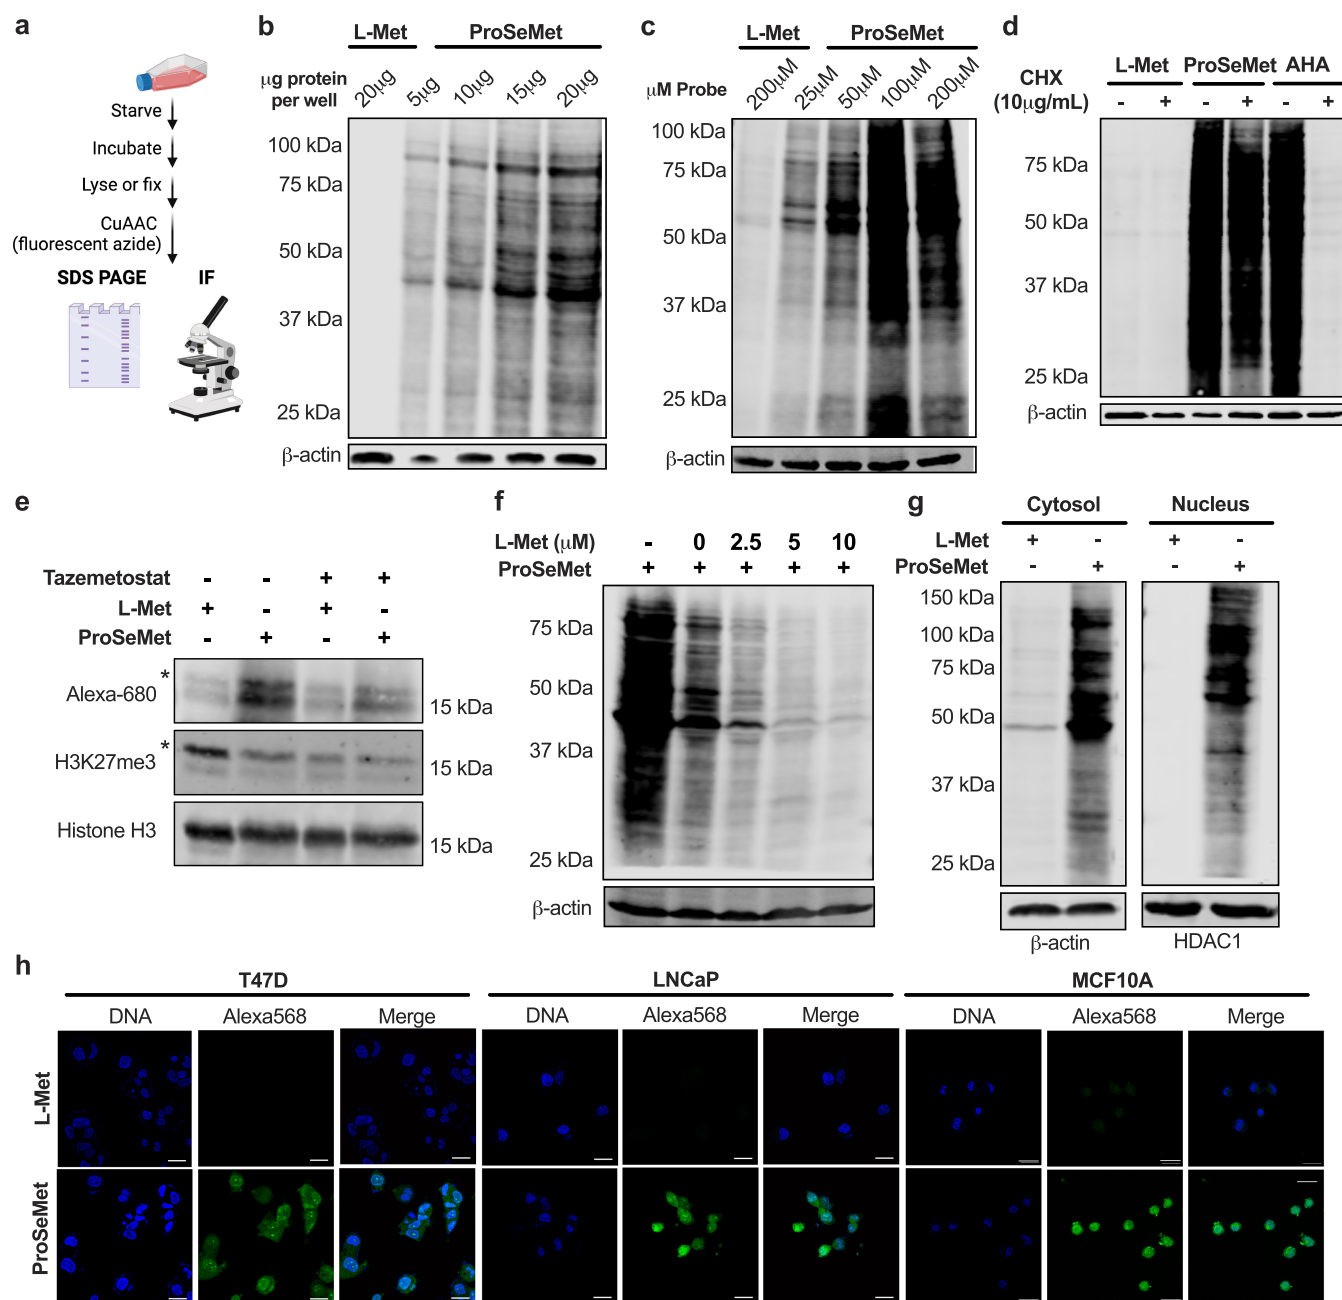 a
Starve
Incubate
Lyse or fix
CuAAC
(fluorescent azide)
SDS PAGE IF
b
L-Met ProSeMet
μg protein
per well
20μg 5μg 10μg 15μg 20μg
100 kDa
75 kDa
50 kDa
37 kDa
25 kDa
β-actin
c
L-Met ProSeMet
μM Probe
200μM 25μM 50μM 100μM 200μM
100 kDa
75 kDa
50 kDa
37 kDa
25 kDa
β-actin
d
L-Met ProSeMet AHA
CHX
(10μg/mL)
- + - + - +
75 kDa
50 kDa
37 kDa
25 kDa
β-actin
e
Tazemetostat - - + +
L-Met + - + -
ProSeMet - + - +
*
Alexa-680
15 kDa
*
H3K27me3
15 kDa
Histone H3
15 kDa
f
L-Met (μM) - 0 2.5 5 10
ProSeMet + + + + +
75 kDa
50 kDa
37 kDa
25 kDa
β-actin
g
Cytosol Nucleus
L-Met + - + -
ProSeMet - + - +
150 kDa
100 kDa
75 kDa
50 kDa
37 kDa
25 kDa
β-actin HDAC1
h
T47D LNCaP MCF10A
DNA Alexa568 Merge DNA Alexa568 Merge DNA Alexa568 Merge
L-Met
ProSeMet